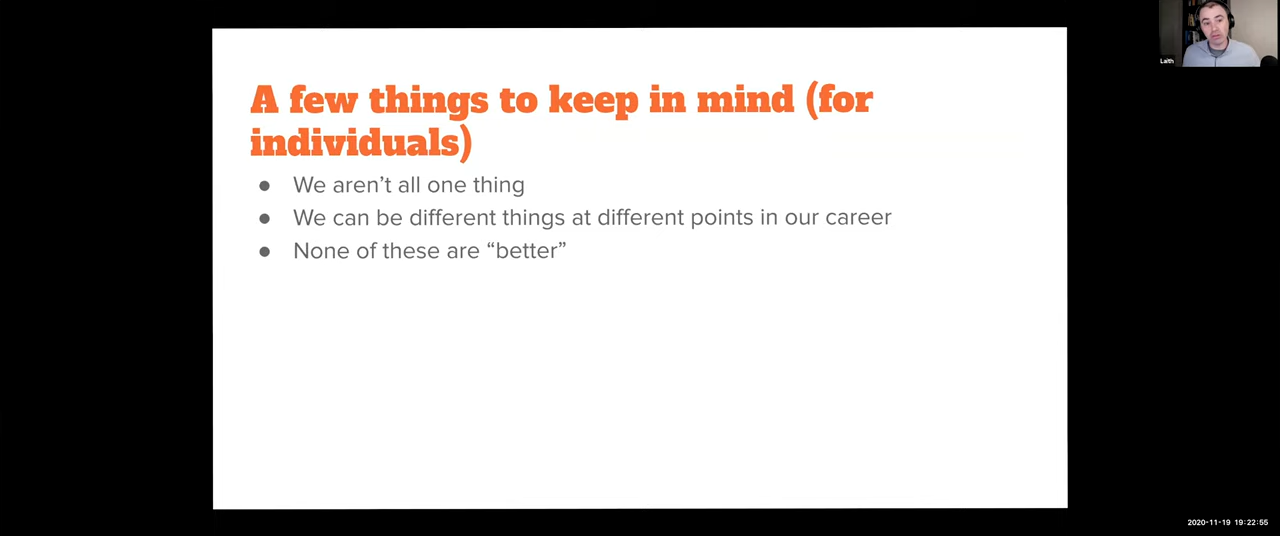 A few things to keep in mind (for
individuals)
● We aren’t all one thing
● We can be different things at different points in our career
● None of these are “better”
Laith
2020-11-19 19:22:55